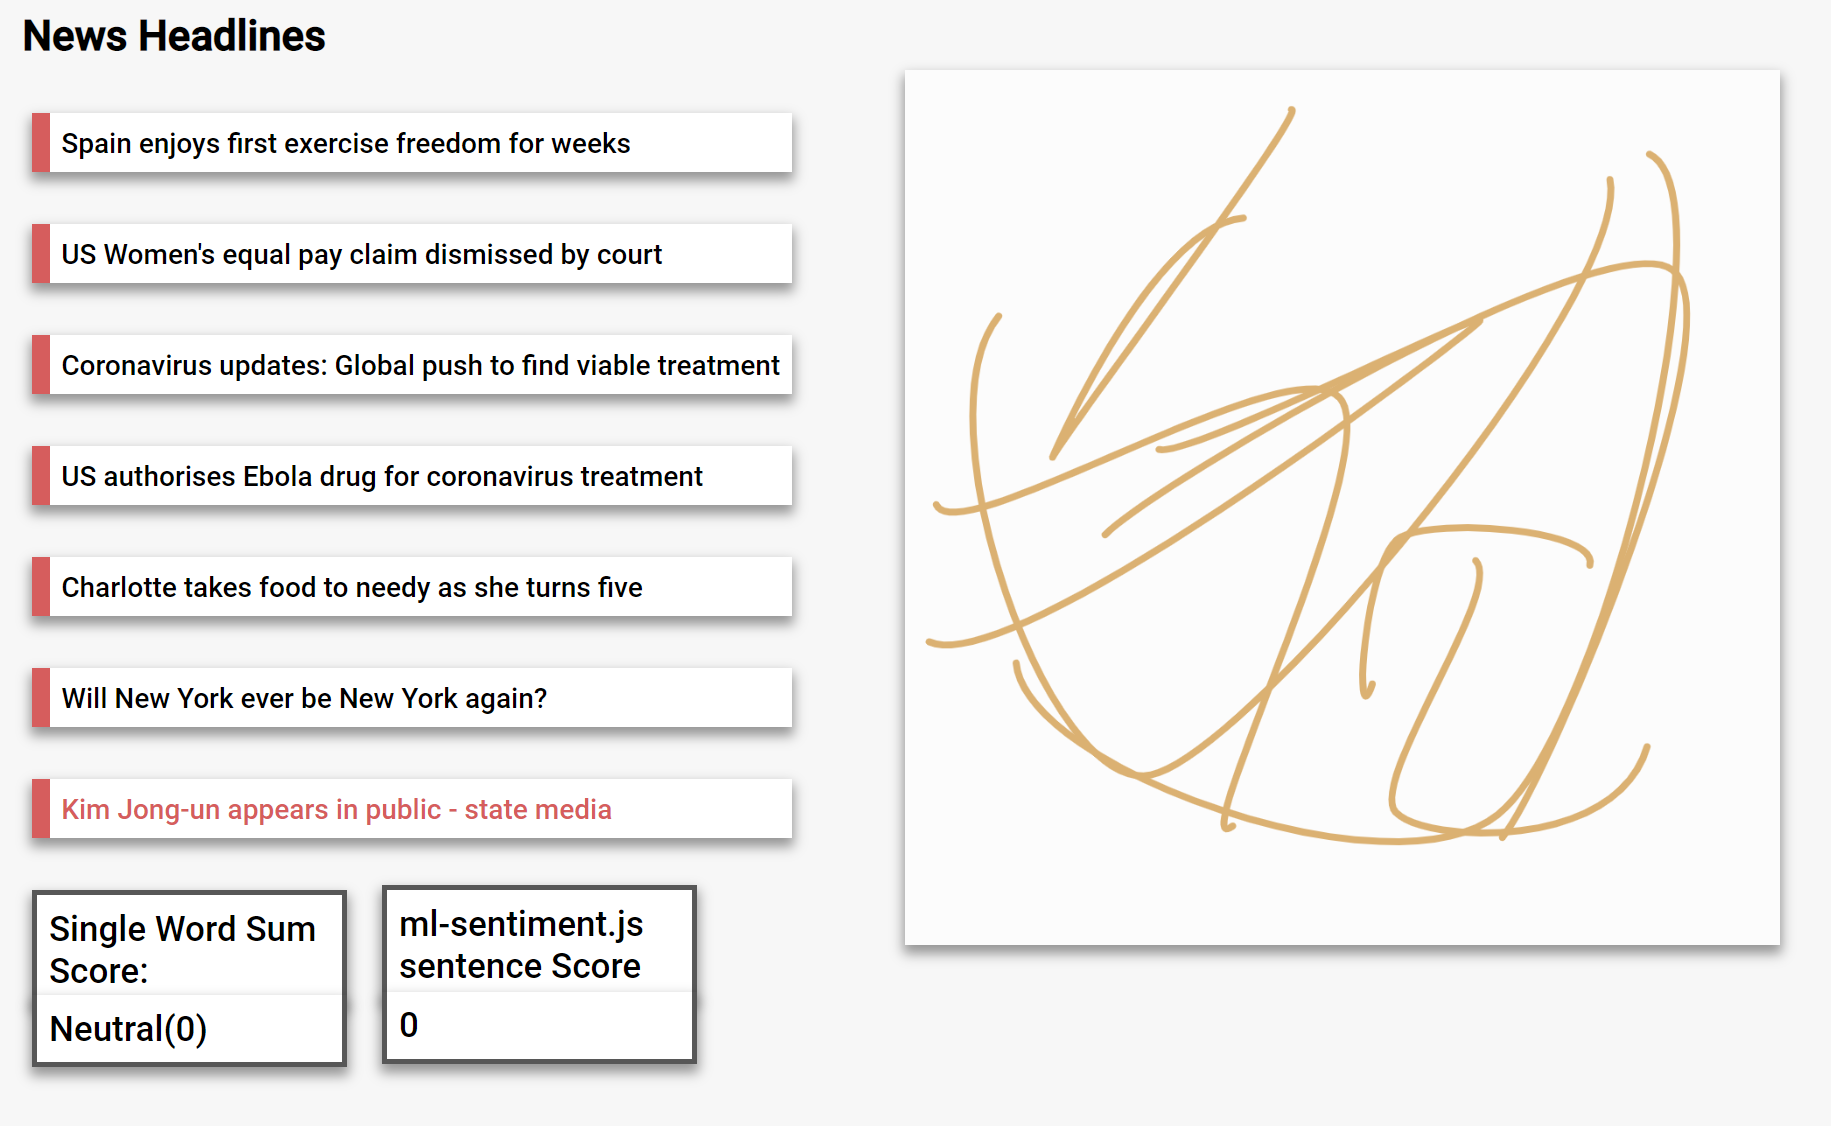 News Headlines
Spain enjoys first exercise freedom for weeks
US Women's equal pay claim dismissed by court
Coronavirus updates: Global push to find viable treatment
US authorises Ebola drug for coronavirus treatment
Charlotte takes food to needy as she turns five
Will New York ever be New York again?
Kim Jong-un appears in public - state media
Single Word Sum
Score:
Neutral(0)
ml-sentiment.js
sentence Score
0